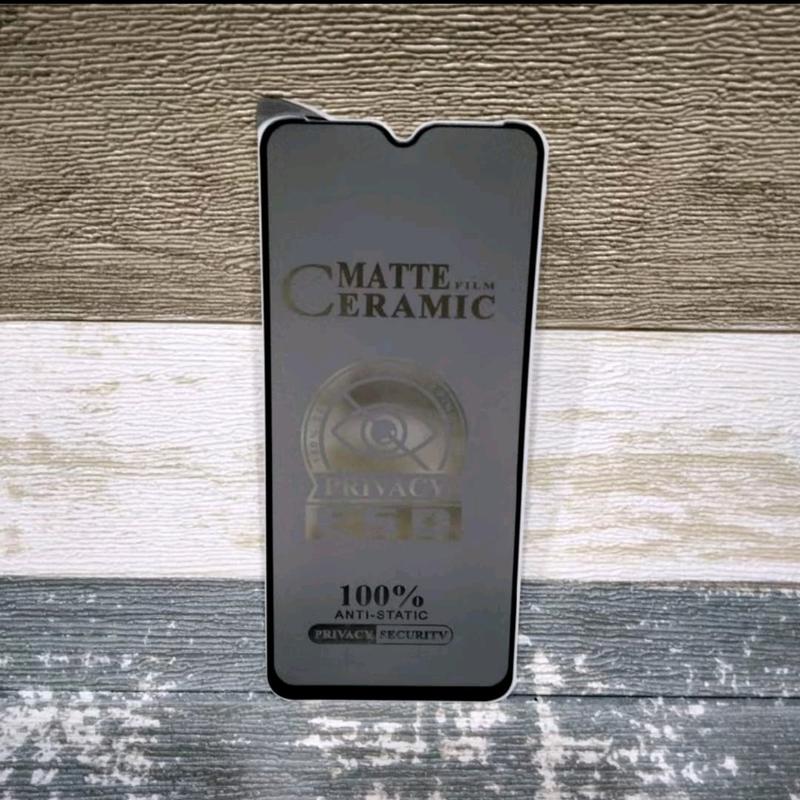 MATTE FILM
CERAMIC
PRIVACY
100%
ANTI-STATIC
PRIVACY SECURITY